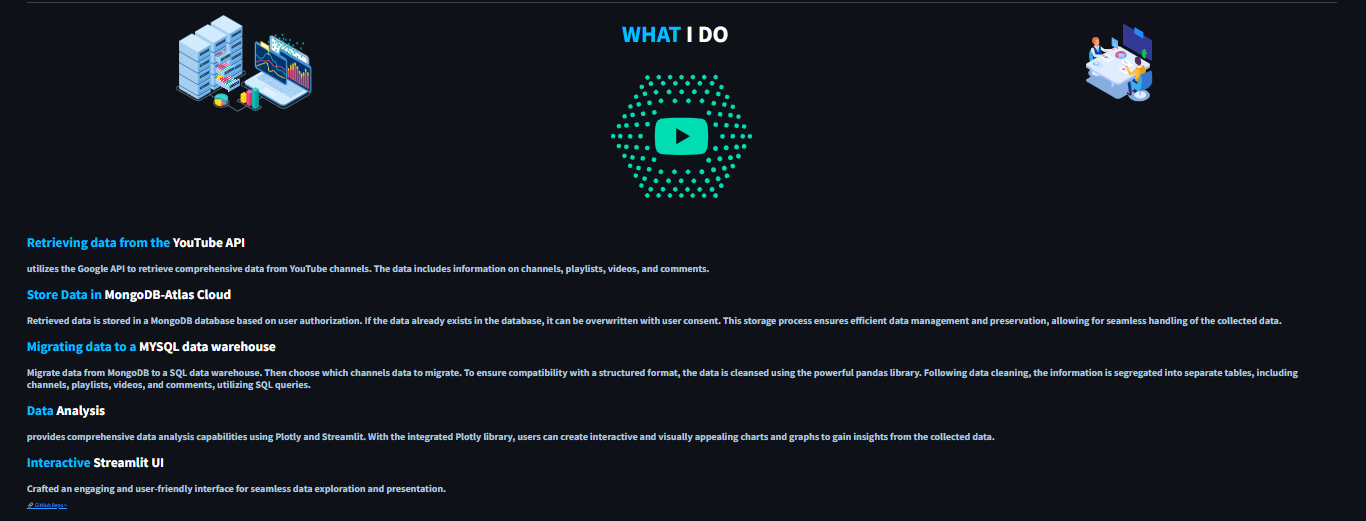 WHAT I DO
Retrieving data from the YouTube API
utilizes the Google API to retrieve comprehensive data from YouTube channels. The data includes information on channels, playlists, videos, and comments.
Store Data in MongoDB-Atlas Cloud
Retrieved data is stored in a MongoDB database based on user authorization. If the data already exists in the database, it can be overwritten with user consent. This storage process ensures efficient data management and preservation, allowing for seamless handling of the collected data.
Migrating data to a MYSQL data warehouse
Migrate data from MongoDB to a SQL data warehouse. Then choose which channels data to migrate. To ensure compatibility with a structured format, the data is cleansed using the powerful pandas library. Following data cleaning, the information is segregated into separate tables, including
channels, playlists, videos, and comments, utilizing SQL queries.
Data Analysis
provides comprehensive data analysis capabilities using Plotly and Streamlit. With the integrated Plotly library, users can create interactive and visually appealing charts and graphs to gain insights from the collected data.
Interactive Streamlit UI
Crafted an engaging and user-friendly interface for seamless data exploration and presentation.
GitHub Repo >